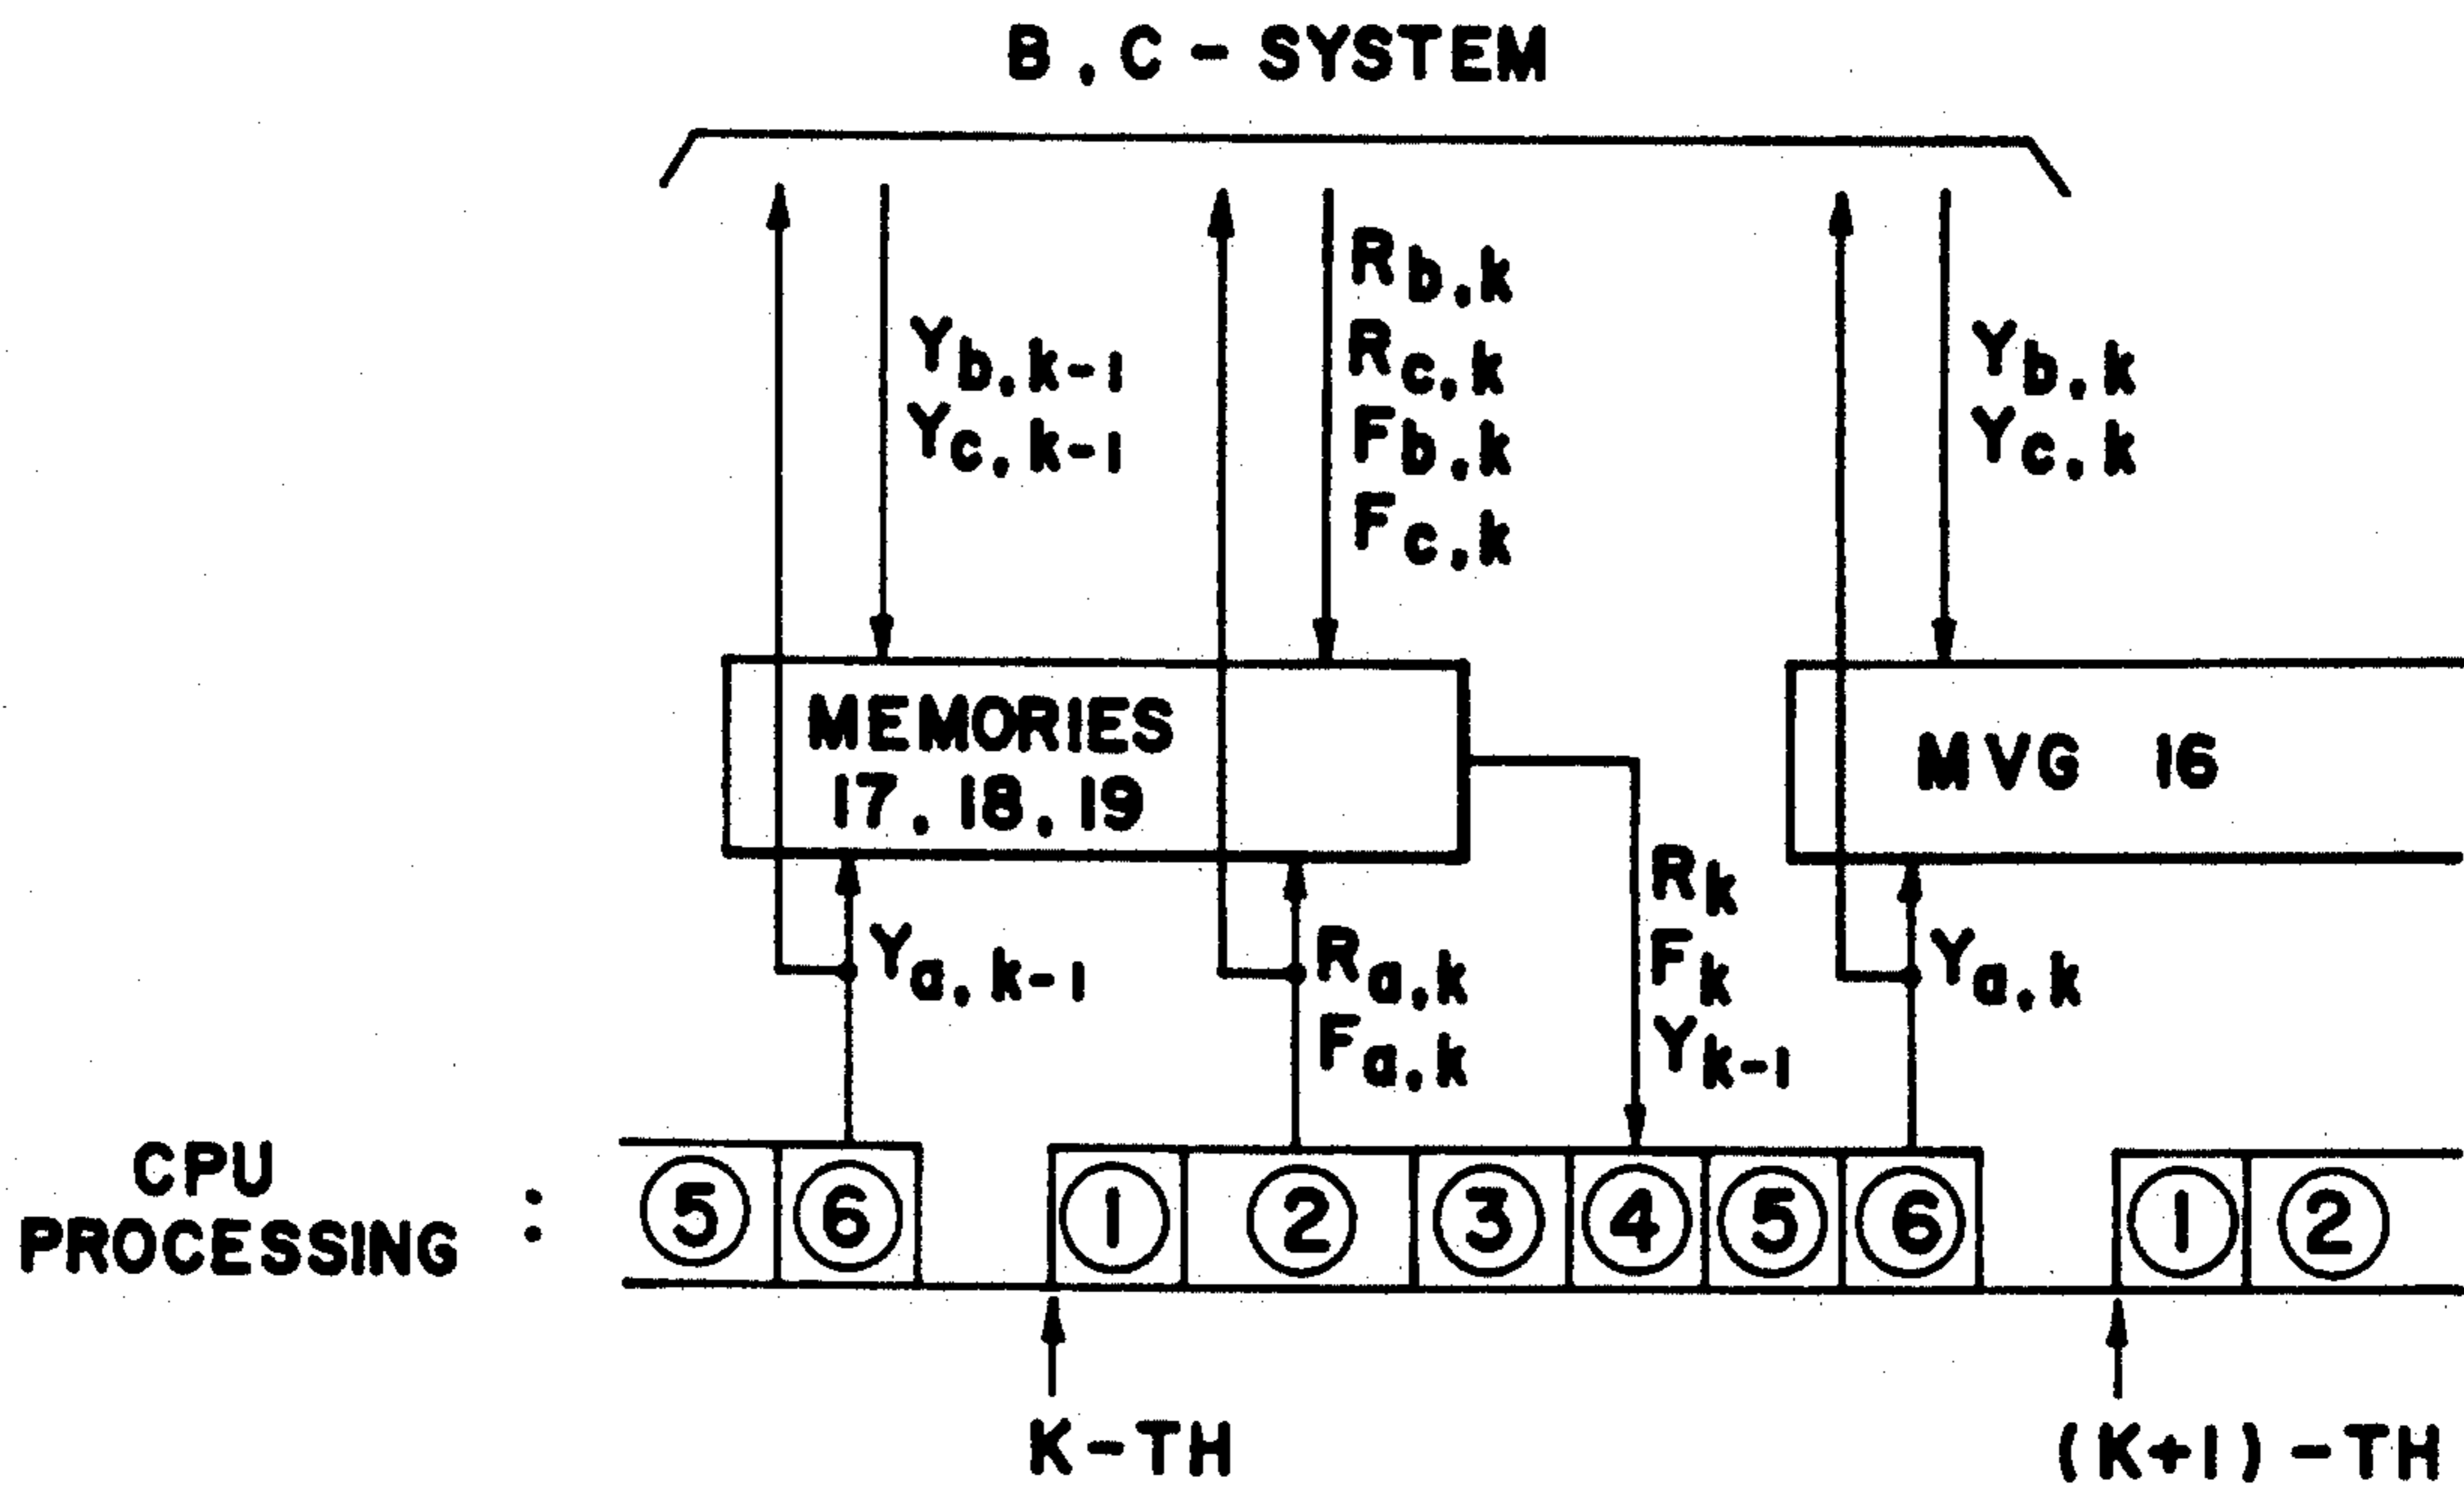 B,C-SYSTEM
Yb,k-1
Yc,k-1
Rb,k
Rc,k
Fb,k
Fc,k
Yb,k
Yc,k
MEMORIES
17, 18, 19
MVG 16
Ya,k-1
Ra,k
Fa,k
Rk
Fk
Yk-1
Ya,k
CPU
PROCESSING :
⑤ ⑥ ① ② ③ ④ ⑤ ⑥ ① ②
K-TH
(K+1)-TH